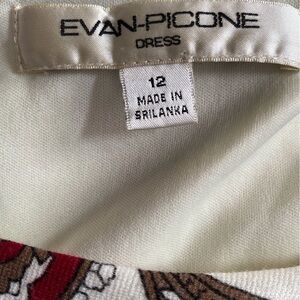 EVAN-PICONE
DRESS
12
MADE IN
SRILANKA